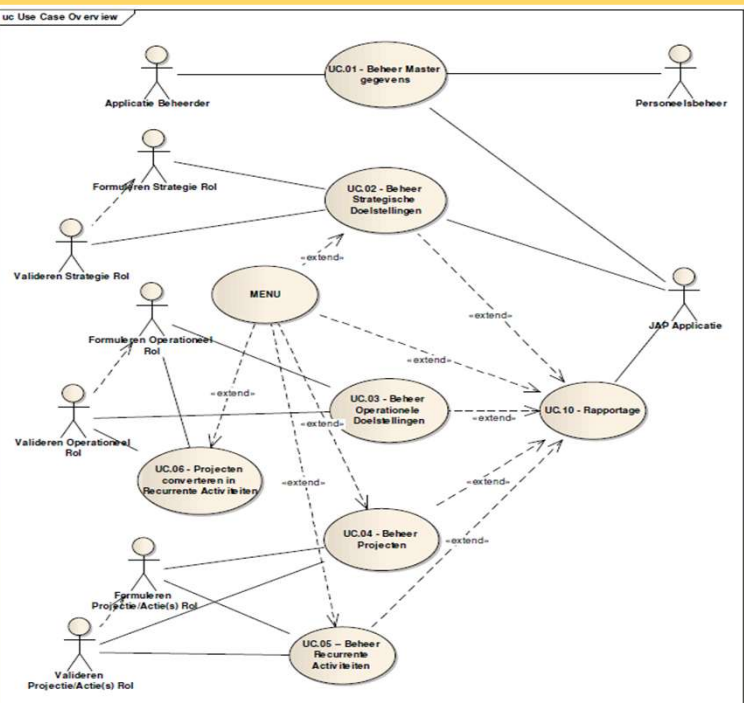 uc Use Case Overview
UC.01 - Beheer Master
gegevens
Applicatie Beheerder
Personeelsbeheer
Formuleren Strategie Rol
UC.02 - Beheer
Strategische
Doelstellingen
Valideren Strategie Rol
«extend»
MENU
JAP Applicatie
«extend»
Formuleren Operationeel
Rol
«extend»
«extend»
UC.03 - Beheer
Operationele
Doelstellingen
UC.10 - Rapportage
«extend»
«extend»
Valideren Operationeel
Rol
UC.06 - Projecten
converteren in
Recurrente Activiteiten
«extend»
«extend»
UC.04 - Beheer
Projecten
«extend»
Formuleren
Projectie/Actie(s) Rol
UC.05 – Beheer
Recurrente
Activiteiten
Valideren
Projectie/Actie(s) Rol